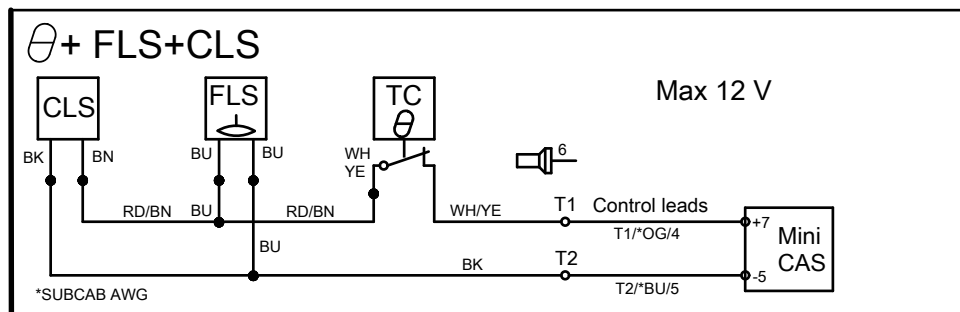 + FLS+CLS
CLS
FLS
TC
Max 12 V
BK
BN
BU
BU
WH
YE
6
RD/BN
BU
RD/BN
WH/YE
T1
Control leads
T1/*OG/4
+7
Mini
CAS
BU
BK
T2
T2/*BU/5
-5
*SUBCAB AWG